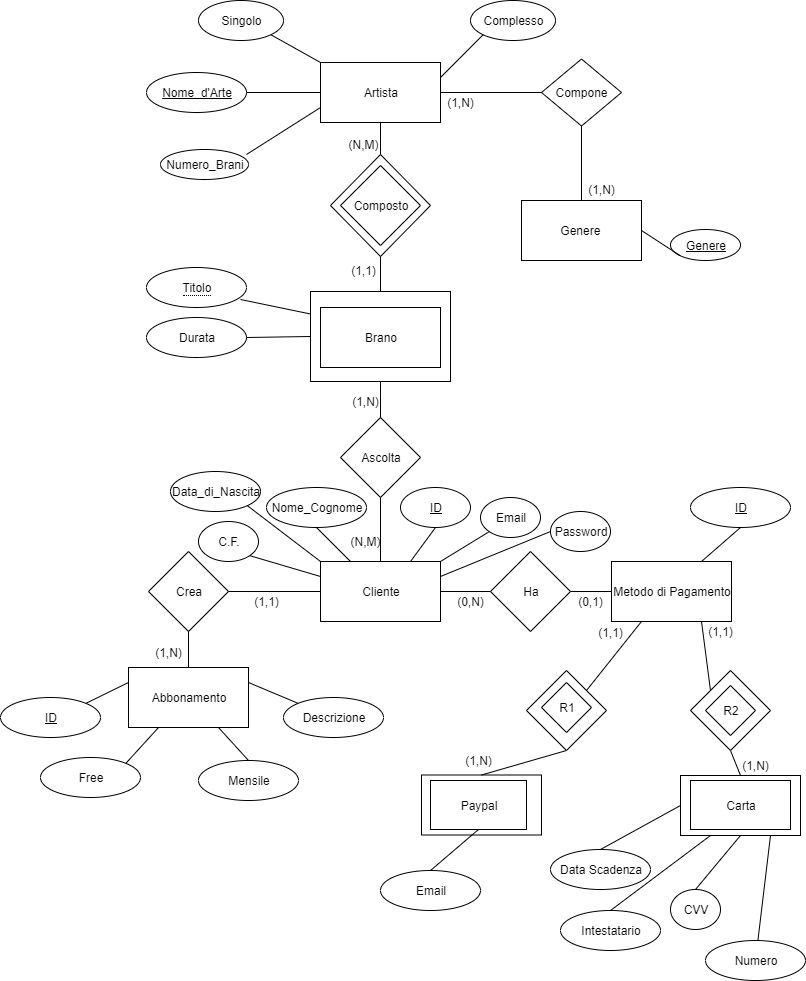 Singolo
Complesso
Nome_d'Arte
Artista
(1,N)
Compone
Numero_Brani
(N,M)
Composto
(1,N)
Genere
Genere
(1,1)
Titolo
Durata
Brano
(1,N)
Ascolta
Data_di_Nascita
Nome_Cognome
ID
Email
Password
ID
C.F.
(N,M)
Crea
(1,1)
Cliente
(0,N)
Ha
(0,1)
Metodo di Pagamento
(1,1)
(1,1)
(1,N)
Abbonamento
ID
Descrizione
Free
Mensile
R1
R2
(1,N)
(1,N)
Paypal
Carta
Email
Data Scadenza
Intestatario
CVV
Numero